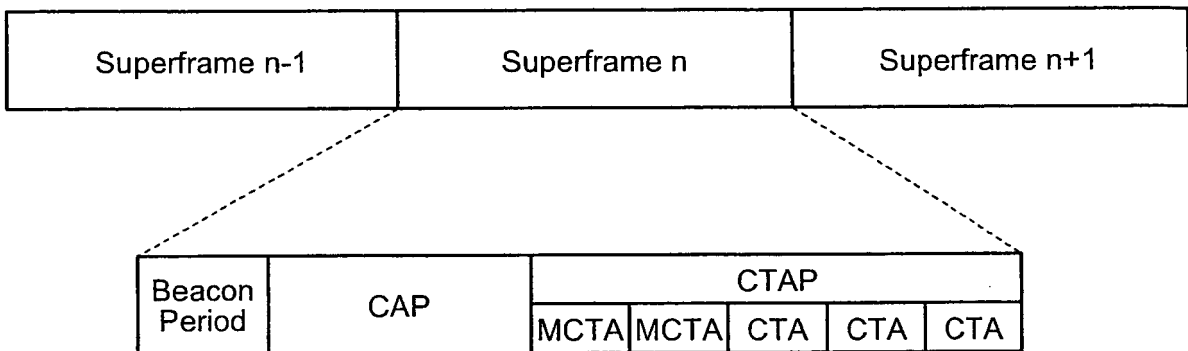 Superframe n-1
Superframe n
Superframe n+1
Beacon
Period
CAP
CTAP
MCTA
MCTA
CTA
CTA
CTA